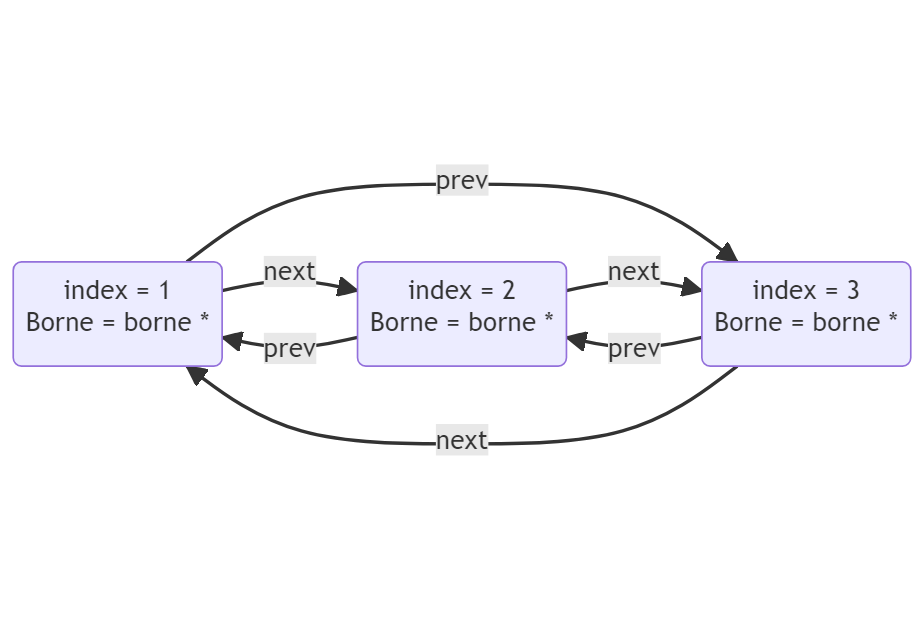 prev
next
next
index = 1
Borne = borne *
index = 2
Borne = borne *
index = 3
Borne = borne *
prev
prev
next